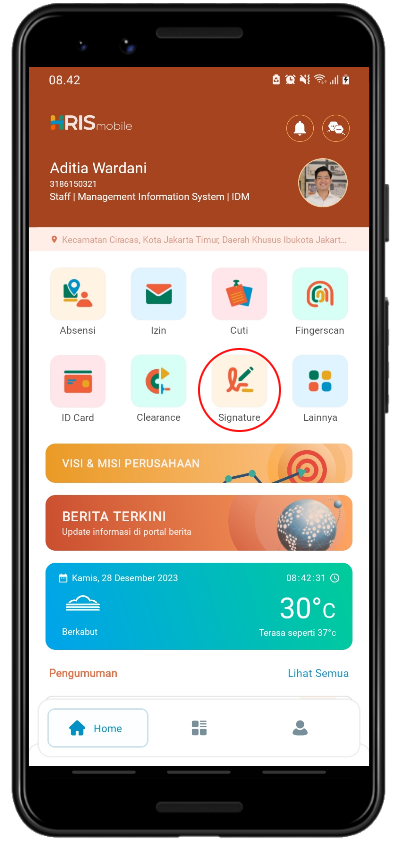 08.42
HRIS mobile
Aditia Wardani
3186150321
Staff | Management Information System | IDM
Kecamatan Ciracas, Kota Jakarta Timur, Daerah Khusus Ibukota Jakart...
Absensi
Izin
Cuti
Fingerscan
ID Card
Clearance
Signature
Lainnya
VISI & MISI PERUSAHAAN
BERITA TERKINI
Update informasi di portal berita
Kamis, 28 Desember 2023
08:42:31
30°C
Berkabut
Terasa seperti 37°c
Pengumuman
Lihat Semua
Home